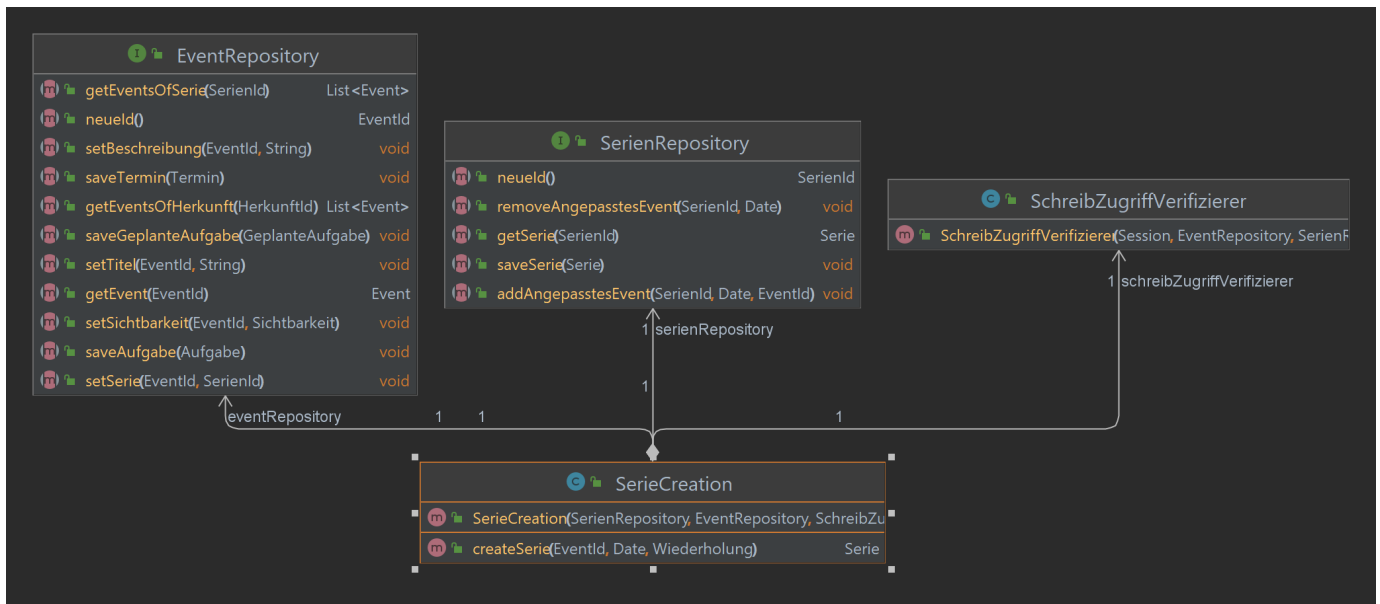 EventRepository
getEventsOfSerie(SerienId) List<Event>
neueId() EventId
setBeschreibung(EventId, String) void
saveTermin(Termin) void
getEventsOfHerkunft(HerkunftId) List<Event>
saveGeplanteAufgabe(GeplanteAufgabe) void
setTitel(EventId, String) void
getEvent(EventId) Event
setSichtbarkeit(EventId, Sichtbarkeit) void
saveAufgabe(Aufgabe) void
setSerie(EventId, SerienId) void
SerienRepository
neueId() SerienId
removeAngepasstesEvent(SerienId, Date) void
getSerie(SerienId) Serie
saveSerie(Serie) void
addAngepasstesEvent(SerienId, Date, EventId) void
SchreibZugriffVerifizierer
SchreibZugriffVerifizierer(Session, EventRepository, SerienR
1 schreibZugriffVerifizierer
1 serienRepository
1
eventRepository 1 1 1
SerieCreation
SerieCreation(SerienRepository, EventRepository, SchreibZu
createSerie(EventId, Date, Wiederholung) Serie